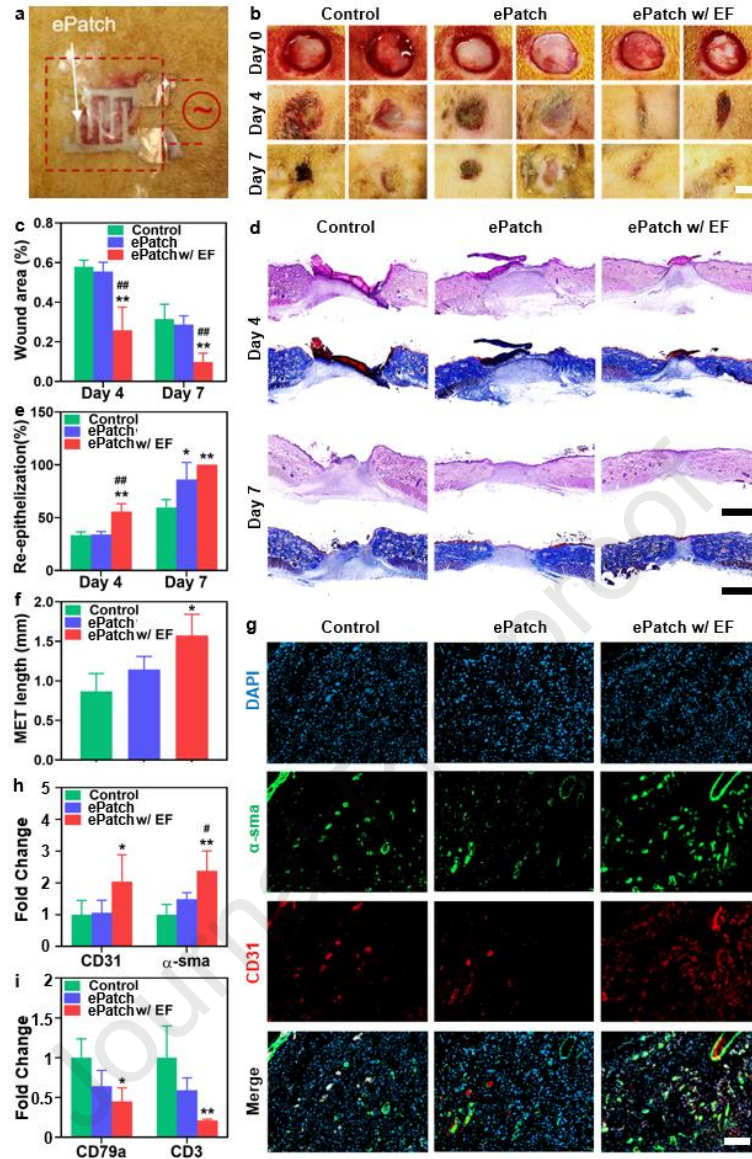 a
ePatch
~
b
Control ePatch ePatch w/ EF
Day 0
Day 4
Day 7
c
Wound area (%)
0.8
0.6
0.4
0.2
0.0
Control
ePatch
ePatch w/ EF
##
**
##
**
Day 4 Day 7
d
Control ePatch ePatch w/ EF
Day 4
Day 7
e
Re-epithelization(%)
150
100
50
0
Control
ePatch
ePatch w/ EF
##
**
*
**
Day 4 Day 7
f
MET length (mm)
2.0
1.5
1.0
0.5
0.0
Control
ePatch
ePatch w/ EF
*
g
Control ePatch ePatch w/ EF
DAPI
α-sma
CD31
Merge
h
Fold Change
5
4
3
2
1
0
Control
ePatch
ePatch w/ EF
*
#
**
CD31 α-sma
i
Fold Change
2
1.5
1
0.5
0
Control
ePatch
ePatch w/ EF
*
**
CD79a CD3
Journal Pre-proof